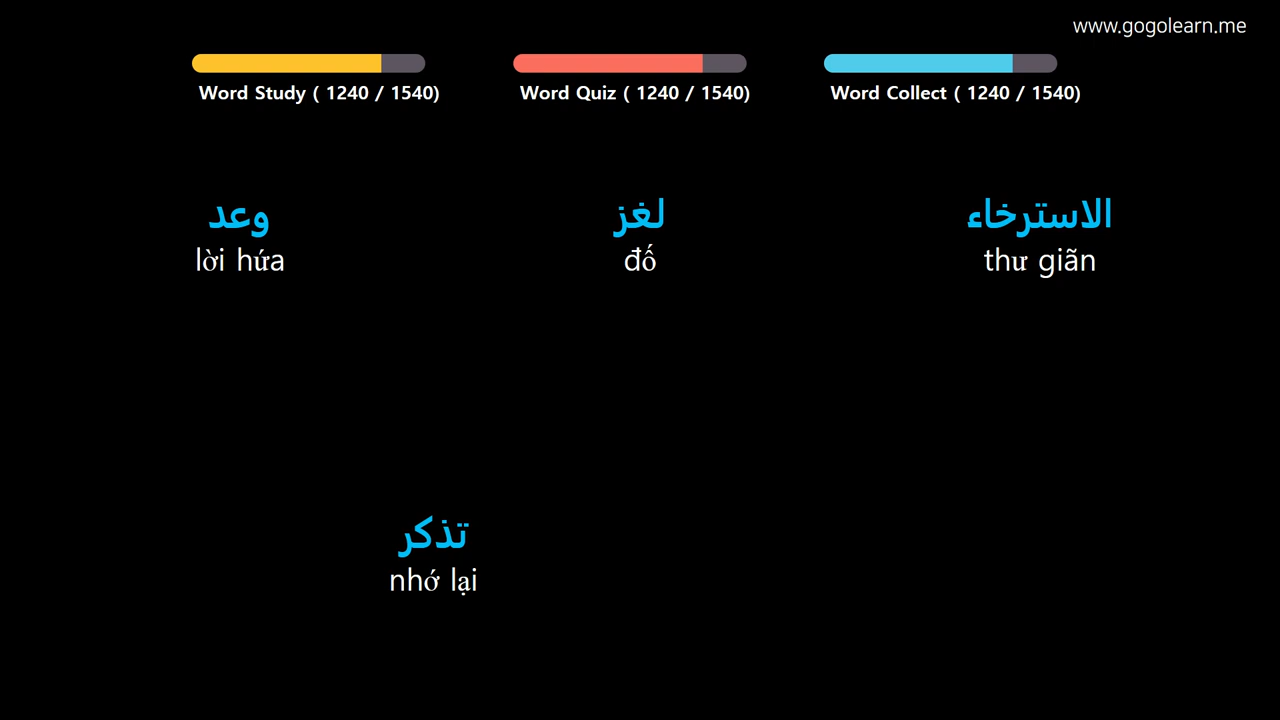 www.gogolearn.me
Word Study ( 1240 / 1540)
Word Quiz ( 1240 / 1540)
Word Collect ( 1240 / 1540)
وعد
لغز
الاسترخاء
lời hứa
đố
thư giãn
تذكر
nhớ lại